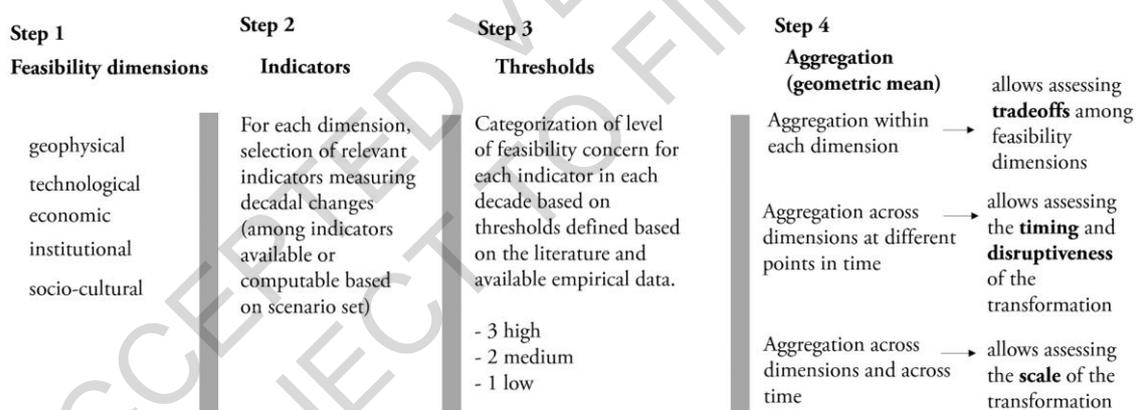 Step 1
Feasibility dimensions
geophysical
technological
economic
institutional
socio-cultural
Step 2
Indicators
For each dimension,
selection of relevant
indicators measuring
decadal changes
(among indicators
available or
computable based
on scenario set)
Step 3
Thresholds
Categorization of level
of feasibility concern for
each indicator in each
decade based on
thresholds defined based
on the literature and
available empirical data.
- 3 high
- 2 medium
- 1 low
Step 4
Aggregation
(geometric mean)
Aggregation within
each dimension
allows assessing
tradeoffs among
feasibility
dimensions
Aggregation across
dimensions at different
points in time
allows assessing
the timing and
disruptiveness
of the
transformation
Aggregation across
dimensions and across
time
allows assessing
the scale of the
transformation